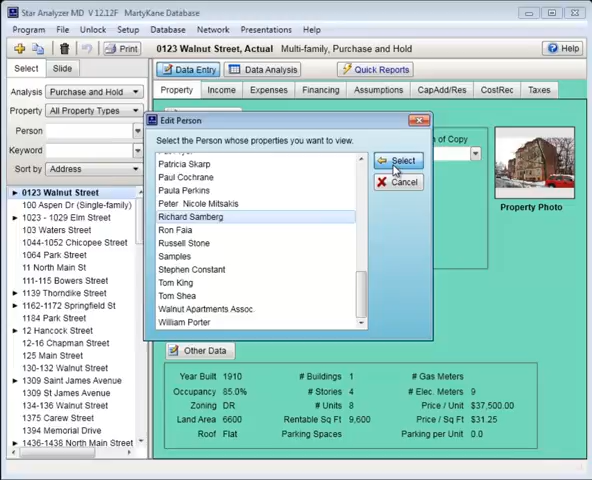 Star Analyzer MD V 12.12F MartyKane Database
Program File Unlock Setup Database Network Presentations Help
Print 0123 Walnut Street, Actual Multi-family, Purchase and Hold Help
Select Slide Data Entry Data Analysis Quick Reports
Analysis Purchase and Hold
Property Income Expenses Financing Assumptions CapAdd/Res CostRec Taxes
Property All Property Types
Person
Keyword
Sort by Address
0123 Walnut Street
100 Aspen Dr (Single-family)
1023 - 1029 Elm Street
103 Waters Street
1044-1052 Chicopee Street
1064 Park Street
11 North Main St
111-115 Bowers Street
1139 Thorndike Street
1162-1172 Springfield St
1184 Park Street
12 Hancock Street
12-16 Chapman Street
125 Main Street
130-132 Walnut Street
1309 Saint James Avenue
1309 St James Avenue
134-136 Walnut Street
1375 Carew Street
1394 Memorial Drive
1436-1438 Northampton
Edit Person
Select the Person whose properties you want to view.
Patricia Skarp
Paul Cochrane
Paula Perkins
Peter Nicole Mitsakis
Richard Samberg
Ron Faia
Russell Stone
Samples
Stephen Constant
Tom King
Tom Shea
Walnut Apartments Assoc.
William Porter
Select
Cancel
of Copy
Property Photo
Other Data
Year Built 1910 # Buildings 1 # Gas Meters
Occupancy 85.0% # Stories 4 # Elec. Meters 9
Zoning DR # Units 8 Price / Unit $37,500.00
Land Area 6600 Rentable Sq Ft 9,600 Price / Sq Ft $31.25
Roof Flat Parking Spaces Parking per Unit 0.0